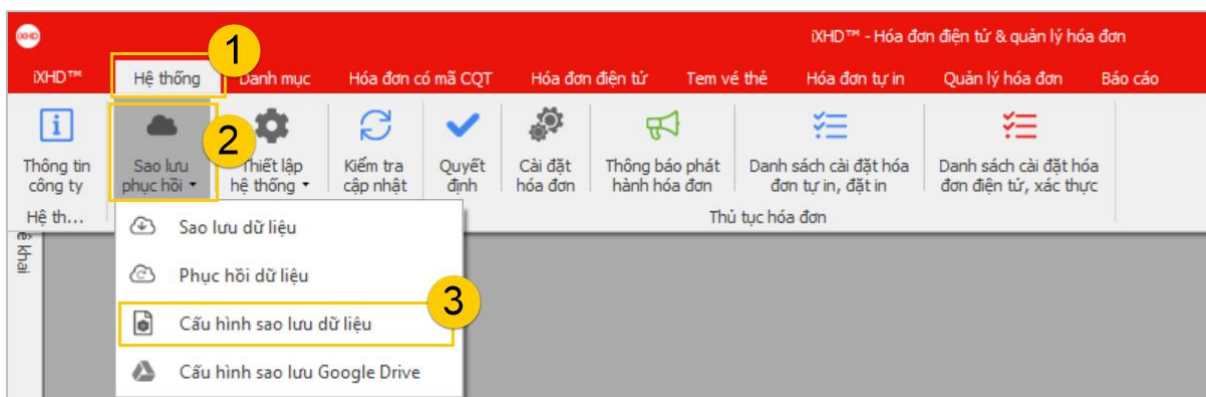 iXHD
iXHD™ - Hóa đơn điện tử & quản lý hóa đơn
1
iXHD™ Hệ thống Danh mục Hóa đơn có mã CQT Hóa đơn điện tử Tem vé thẻ Hóa đơn tự in Quản lý hóa đơn Báo cáo
2
Thông tin công ty
Sao lưu phục hồi
Thiết lập hệ thống
Kiểm tra cập nhật
Quyết định
Cài đặt hóa đơn
Thông báo phát hành hóa đơn
Danh sách cài đặt hóa đơn tự in, đặt in
Danh sách cài đặt hóa đơn điện tử, xác thực
Hệ th...
Thủ tục hóa đơn
khai
Sao lưu dữ liệu
Phục hồi dữ liệu
3
Cấu hình sao lưu dữ liệu
Cấu hình sao lưu Google Drive